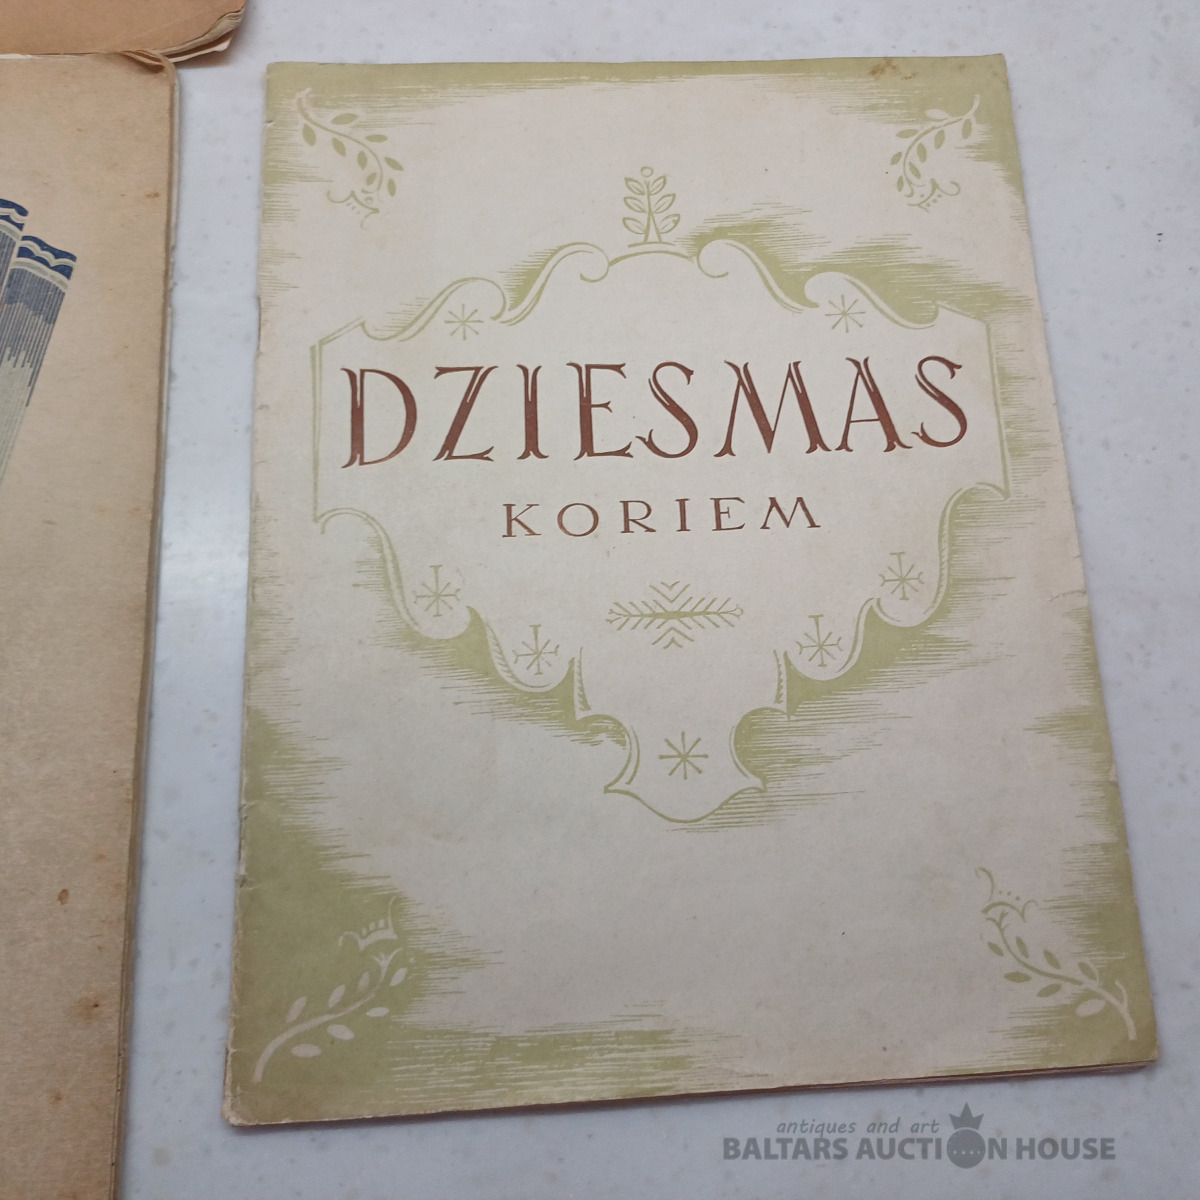 DZIESMAS
KORIEM
antiques and art
BALTARS AUCTION HOUSE